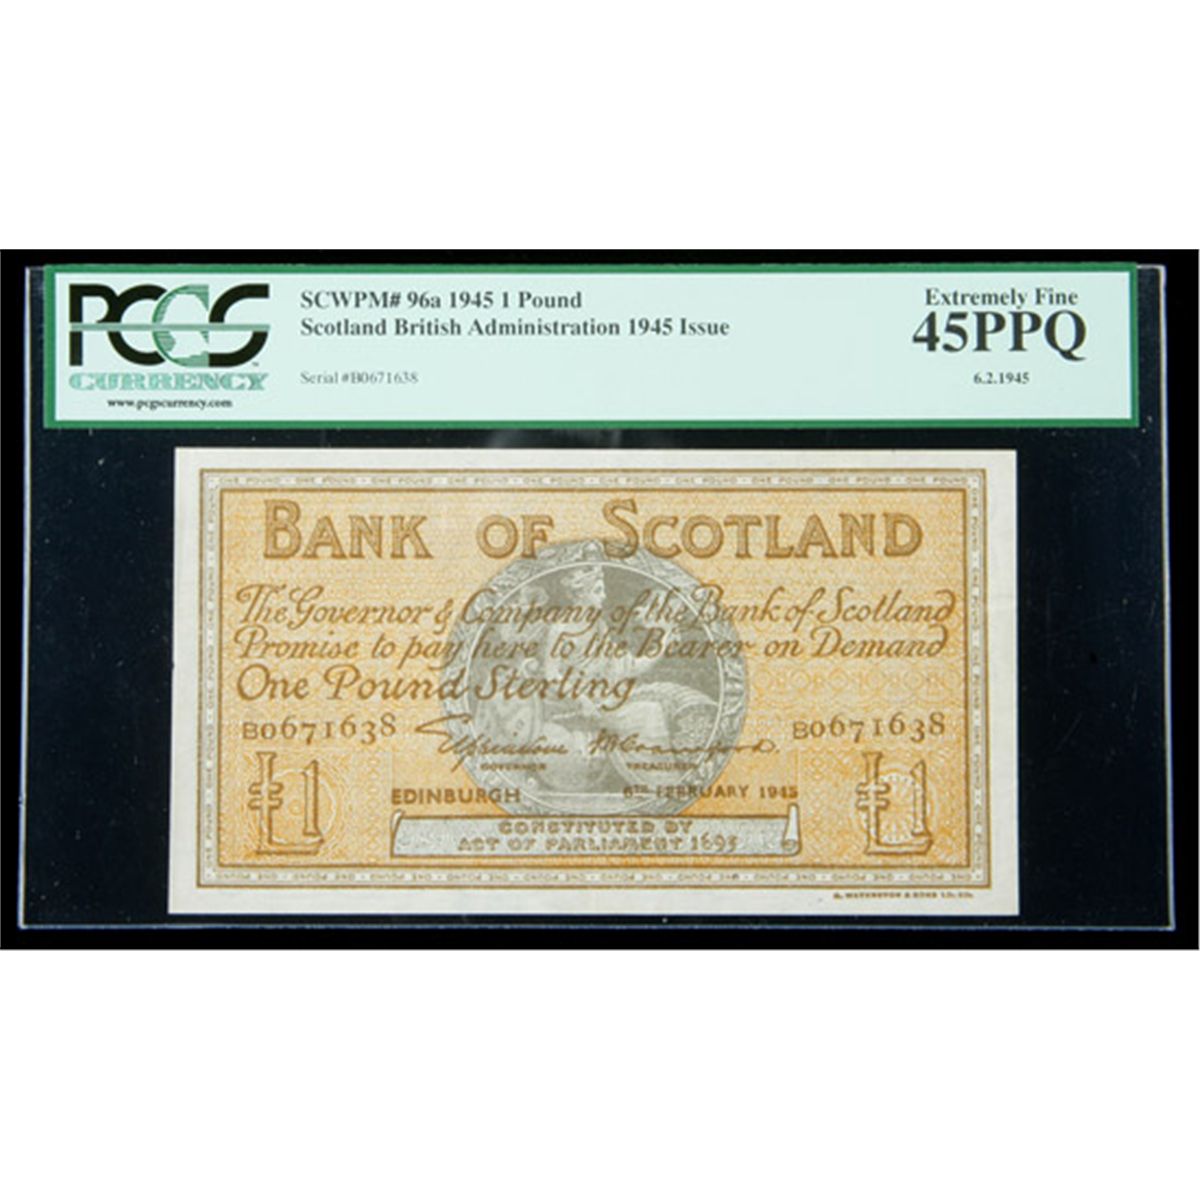 PCGS
CURRENCY
www.pcgscurrency.com
SCWPM# 96a 1945 1 Pound
Scotland British Administration 1945 Issue
Serial #B0671638
Extremely Fine
45PPQ
6.2.1945
BANK OF SCOTLAND
The Governor & Company of the Bank of Scotland
Promise to pay here to the Bearer on Demand
One Pound Sterling
B0671638 B0671638
GOVERNOR TREASURER
EDINBURGH 6TH FEBRUARY 1945
£1 £1
CONSTITUTED BY
ACT OF PARLIAMENT 1695